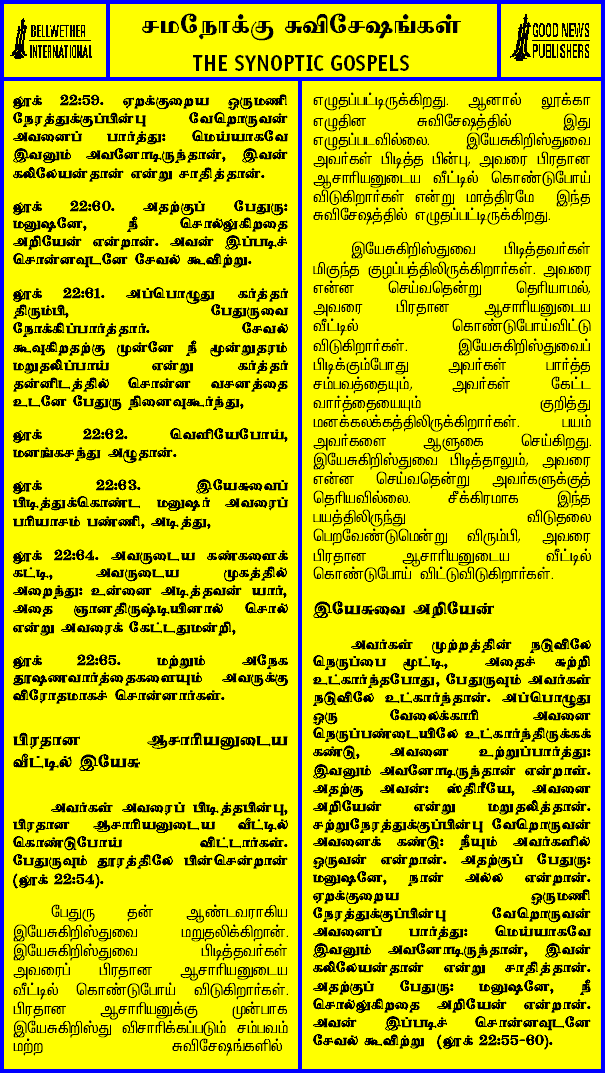 BELLWETHER
INTERNATIONAL
சமநோக்கு சுவிசேஷங்கள்
THE SYNOPTIC GOSPELS
GOOD NEWS
PUBLISHERS
லூக் 22:59. ஏறக்குறைய ஒருமணி
நேரத்துக்குப்பின்பு வேறொருவன்
அவனைப் பார்த்து: மெய்யாகவே
இவனும் அவனோடிருந்தான், இவன்
கலிலேயன்தான் என்று சாதித்தான்.
லூக் 22:60. அதற்குப் பேதுரு:
மனுஷனே, நீ சொல்லுகிறதை
அறியேன் என்றான். அவன் இப்படிச்
சொன்னவுடனே சேவல் கூவிற்று.
லூக் 22:61. அப்பொழுது கர்த்தர்
திரும்பி, பேதுருவை
நோக்கிப்பார்த்தார். சேவல்
கூவுகிறதற்கு முன்னே நீ மூன்றுதரம்
மறுதலிப்பாய் என்று கர்த்தர்
தன்னிடத்தில் சொன்ன வசனத்தை
உடனே பேதுரு நினைவுகூர்ந்து,
லூக் 22:62. வெளியேபோய்,
மனங்கசந்து அழுதான்.
லூக் 22:63. இயேசுவைப்
பிடித்துக்கொண்ட மனுஷர் அவரைப்
பரியாசம் பண்ணி, அடித்து,
லூக் 22:64. அவருடைய கண்களைக்
கட்டி, அவருடைய முகத்தில்
அறைந்து: உன்னை அடித்தவன் யார்,
அதை ஞானதிருஷ்டியினால் சொல்
என்று அவரைக் கேட்டதுமன்றி,
லூக் 22:65. மற்றும் அநேக
தூஷணவார்த்தைகளையும் அவருக்கு
விரோதமாகச் சொன்னார்கள்.
பிரதான ஆசாரியனுடைய
வீட்டில் இயேசு
அவர்கள் அவரைப் பிடித்தபின்பு,
பிரதான ஆசாரியனுடைய வீட்டில்
கொண்டுபோய் விட்டார்கள்.
பேதுருவும் தூரத்திலே பின்சென்றான்
(லூக் 22:54).
பேதுரு தன் ஆண்டவராகிய
இயேசுகிறிஸ்துவை மறுதலிக்கிறான்.
இயேசுகிறிஸ்துவை பிடித்தவர்கள்
அவரைப் பிரதான ஆசாரியனுடைய
வீட்டில் கொண்டுபோய் விடுகிறார்கள்.
பிரதான ஆசாரியனுக்கு முன்பாக
இயேசுகிறிஸ்து விசாரிக்கப்படும் சம்பவம்
மற்ற சுவிசேஷங்களில்
எழுதப்பட்டிருக்கிறது. ஆனால் லூக்கா
எழுதின சுவிசேஷத்தில் இது
எழுதப்படவில்லை. இயேசுகிறிஸ்துவை
அவர்கள் பிடித்த பின்பு, அவரை பிரதான
ஆசாரியனுடைய வீட்டில் கொண்டுபோய்
விடுகிறார்கள் என்று மாத்திரமே இந்த
சுவிசேஷத்தில் எழுதப்பட்டிருக்கிறது.
இயேசுகிறிஸ்துவை பிடித்தவர்கள்
மிகுந்த குழப்பத்திலிருக்கிறார்கள். அவரை
என்ன செய்வதென்று தெரியாமல்,
அவரை பிரதான ஆசாரியனுடைய
வீட்டில் கொண்டுபோய்விட்டு
விடுகிறார்கள். இயேசுகிறிஸ்துவைப்
பிடிக்கும்போது அவர்கள் பார்த்த
சம்பவத்தையும், அவர்கள் கேட்ட
வார்த்தையையும் குறித்து
மனக்கலக்கத்திலிருக்கிறார்கள். பயம்
அவர்களை ஆளுகை செய்கிறது.
இயேசுகிறிஸ்துவை பிடித்தாலும், அவரை
என்ன செய்வதென்று அவர்களுக்குத்
தெரியவில்லை. சீக்கிரமாக இந்த
பயத்திலிருந்து விடுதலை
பெறவேண்டுமென்று விரும்பி, அவரை
பிரதான ஆசாரியனுடைய வீட்டில்
கொண்டுபோய் விட்டுவிடுகிறார்கள்.
இயேசுவை அறியேன்
அவர்கள் முற்றத்தின் நடுவிலே
நெருப்பை மூட்டி, அதைச் சுற்றி
உட்கார்ந்தபோது, பேதுருவும் அவர்கள்
நடுவிலே உட்கார்ந்தான். அப்பொழுது
ஒரு வேலைக்காரி அவனை
நெருப்பண்டையிலே உட்கார்ந்திருக்கக்
கண்டு, அவனை உற்றுப்பார்த்து:
இவனும் அவனோடிருந்தான் என்றாள்.
அதற்கு அவன்: ஸ்திரீயே, அவனை
அறியேன் என்று மறுதலித்தான்.
சற்றுநேரத்துக்குப்பின்பு வேறொருவன்
அவனைக் கண்டு: நீயும் அவர்களில்
ஒருவன் என்றான். அதற்குப் பேதுரு:
மனுஷனே, நான் அல்ல என்றான்.
ஏறக்குறைய ஒருமணி
நேரத்துக்குப்பின்பு வேறொருவன்
அவனைப் பார்த்து: மெய்யாகவே
இவனும் அவனோடிருந்தான், இவன்
கலிலேயன்தான் என்று சாதித்தான்.
அதற்குப் பேதுரு: மனுஷனே, நீ
சொல்லுகிறதை அறியேன் என்றான்.
அவன் இப்படிச் சொன்னவுடனே
சேவல் கூவிற்று (லூக் 22:55-60).